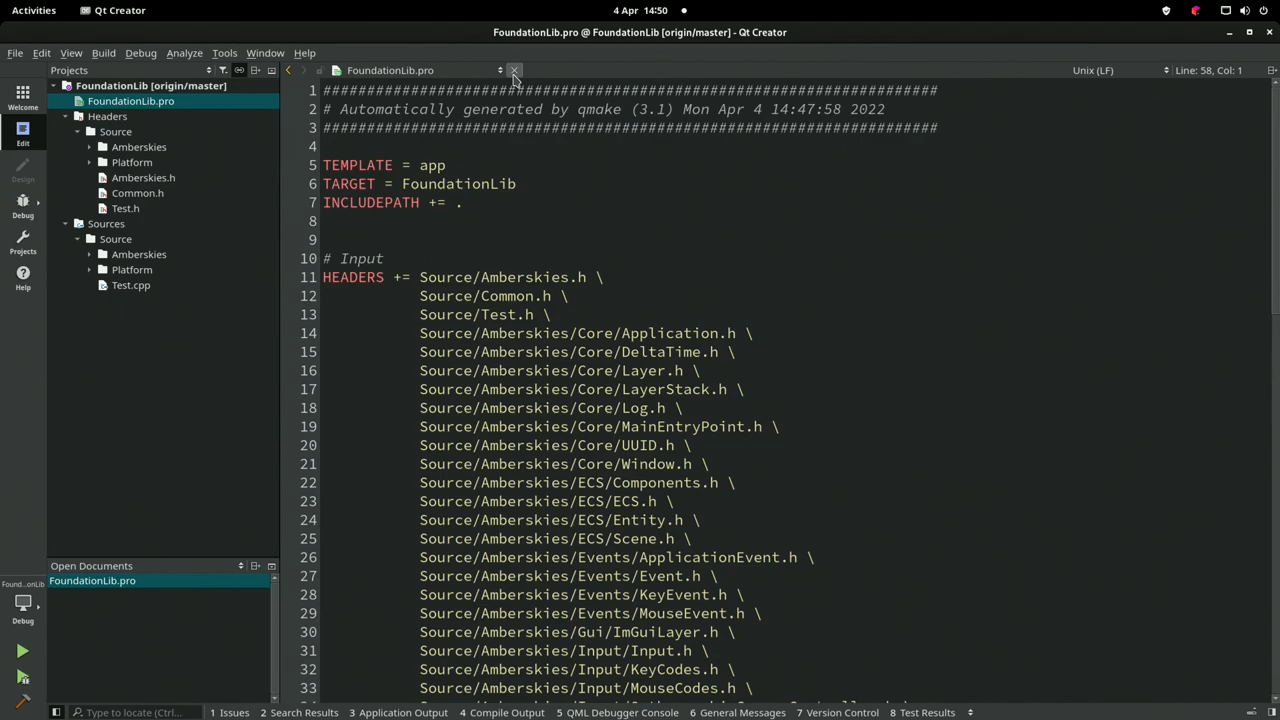 Activities
Qt Creator
4 Apr 14:50
FoundationLib.pro @ FoundationLib [origin/master] - Qt Creator
File Edit View Build Debug Analyze Tools Window Help
Projects
FoundationLib.pro
Unix (LF)
Line: 58, Col: 1
Welcome
Edit
Design
Debug
Projects
Help
FoundationLib [origin/master]
FoundationLib.pro
Headers
Source
Amberskies
Platform
Amberskies.h
Common.h
Test.h
Sources
Source
Amberskies
Platform
Test.cpp
1 ######################################################################
2 # Automatically generated by qmake (3.1) Mon Apr 4 14:47:58 2022
3 ######################################################################
4
5 TEMPLATE = app
6 TARGET = FoundationLib
7 INCLUDEPATH += .
8
9
10 # Input
11 HEADERS += Source/Amberskies.h \
12 Source/Common.h \
13 Source/Test.h \
14 Source/Amberskies/Core/Application.h \
15 Source/Amberskies/Core/DeltaTime.h \
16 Source/Amberskies/Core/Layer.h \
17 Source/Amberskies/Core/LayerStack.h \
18 Source/Amberskies/Core/Log.h \
19 Source/Amberskies/Core/MainEntryPoint.h \
20 Source/Amberskies/Core/UUID.h \
21 Source/Amberskies/Core/Window.h \
22 Source/Amberskies/ECS/Components.h \
23 Source/Amberskies/ECS/ECS.h \
24 Source/Amberskies/ECS/Entity.h \
25 Source/Amberskies/ECS/Scene.h \
26 Source/Amberskies/Events/ApplicationEvent.h \
27 Source/Amberskies/Events/Event.h \
28 Source/Amberskies/Events/KeyEvent.h \
29 Source/Amberskies/Events/MouseEvent.h \
30 Source/Amberskies/Gui/ImGuiLayer.h \
31 Source/Amberskies/Input/Input.h \
32 Source/Amberskies/Input/KeyCodes.h \
33 Source/Amberskies/Input/MouseCodes.h \
Open Documents
FoundationLib.pro
Found...onLib
Debug
Type to locate (Ctrl...
1 Issues
2 Search Results
3 Application Output
4 Compile Output
5 QML Debugger Console
6 General Messages
7 Version Control
8 Test Results